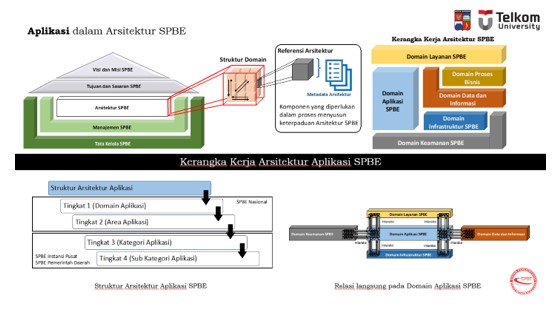 Aplikasi dalam Arsitektur SPBE
Telkom
University
Visi dan Misi SPBE
Tujuan dan Sasaran SPBE
Arsitektur SPBE
Manajemen SPBE
Tata Kelola SPBE
Struktur Domain
Referensi Arsitektur
Metadata Arsitektur
Komponen yang diperlukan
dalam proses menyusun
keterpaduan Arsitektur SPBE
Kerangka Kerja Arsitektur SPBE
Domain Layanan SPBE
Domain
Aplikasi
SPBE
Domain Proses
Bisnis
Domain Data dan
Informasi
Domain
Infrastruktur SPBE
Domain Keamanan SPBE
Kerangka Kerja Arsitektur Aplikasi SPBE
Struktur Arsitektur Aplikasi
Tingkat 1 (Domain Aplikasi)
SPBE Nasional
Tingkat 2 (Area Aplikasi)
Tingkat 3 (Kategori Aplikasi)
SPBE Instansi Pusat
SPBE Pemerintah Daerah
Tingkat 4 (Sub Kategori Aplikasi)
Struktur Arsitektur Aplikasi SPBE
Domain Layanan SPBE
Domain Keamanan SPBE
Domain Aplikasi SPBE
Domain Data dan Informasi
Domain Infrastruktur SPBE
Relasi langsung pada Domain Aplikasi SPBE